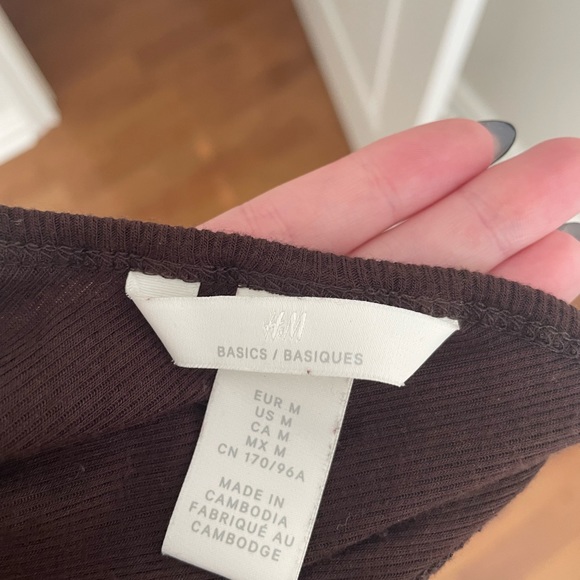 H&M
BASICS / BASIQUES
EUR M
US M
CA M
MX M
CN 170/96A
MADE IN
CAMBODIA
FABRIQUÉ AU
CAMBODGE